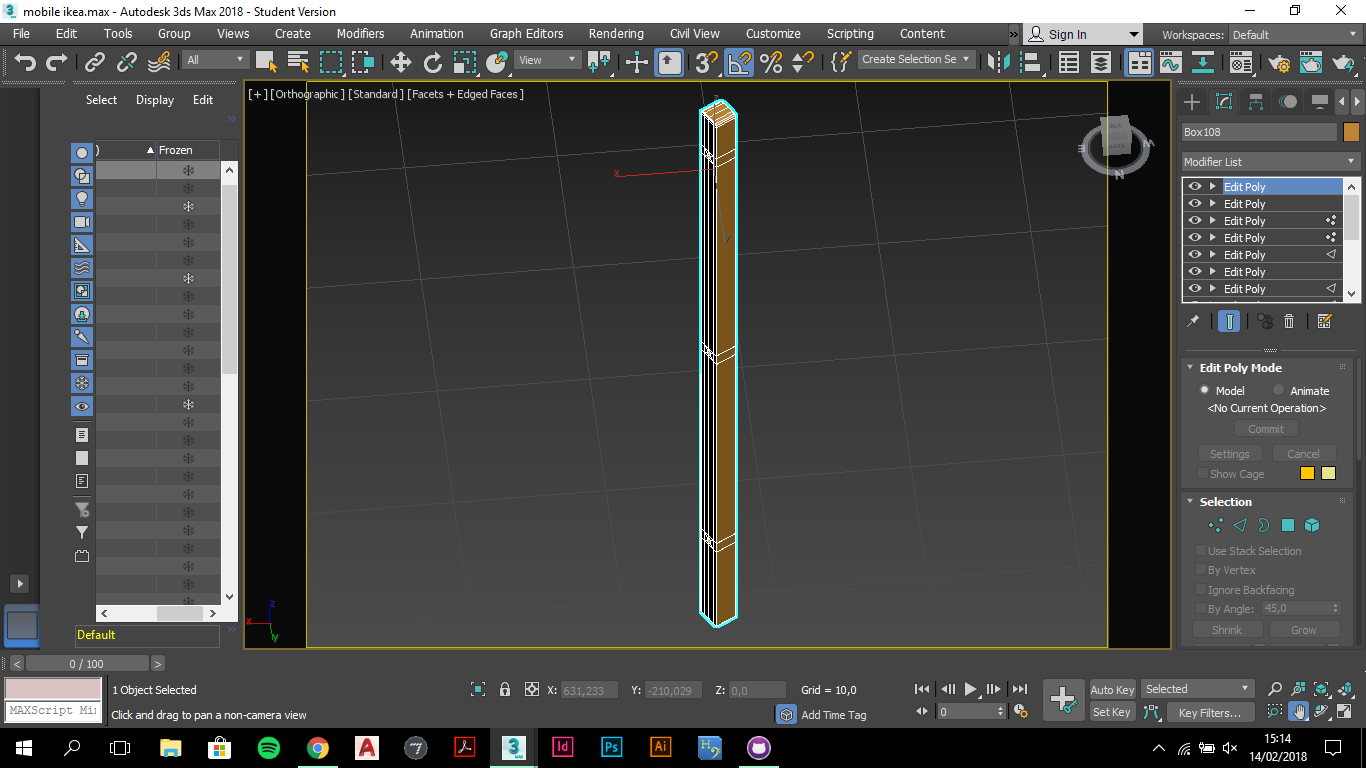 mobile ikea.max - Autodesk 3ds Max 2018 - Student Version
File Edit Tools Group Views Create Modifiers Animation Graph Editors Rendering Civil View Customize Scripting Content » Sign In Workspaces: Default
All View 3 Create Selection Se
Select Display Edit
»
) Frozen
[+] [Orthographic] [Standard] [Facets + Edged Faces]
x
z
y
E
W
N
Box108
Modifier List
Edit Poly
Edit Poly
Edit Poly
Edit Poly
Edit Poly
Edit Poly
Edit Poly
Edit Poly Mode
Model Animate
<No Current Operation>
Commit
Settings Cancel
Show Cage
Selection
Use Stack Selection
By Vertex
Ignore Backfacing
By Angle: 45,0
Shrink Grow
z
x
y
Default »
< 0 / 100 >
1 Object Selected X: 631,233 Y: -210,029 Z: 0,0 Grid = 10,0 Auto Key Selected
MAXScript Mi
Click and drag to pan a non-camera view Add Time Tag 0 Set Key Key Filters...
A 3 Id Ps Ai H2 15:14
14/02/2018